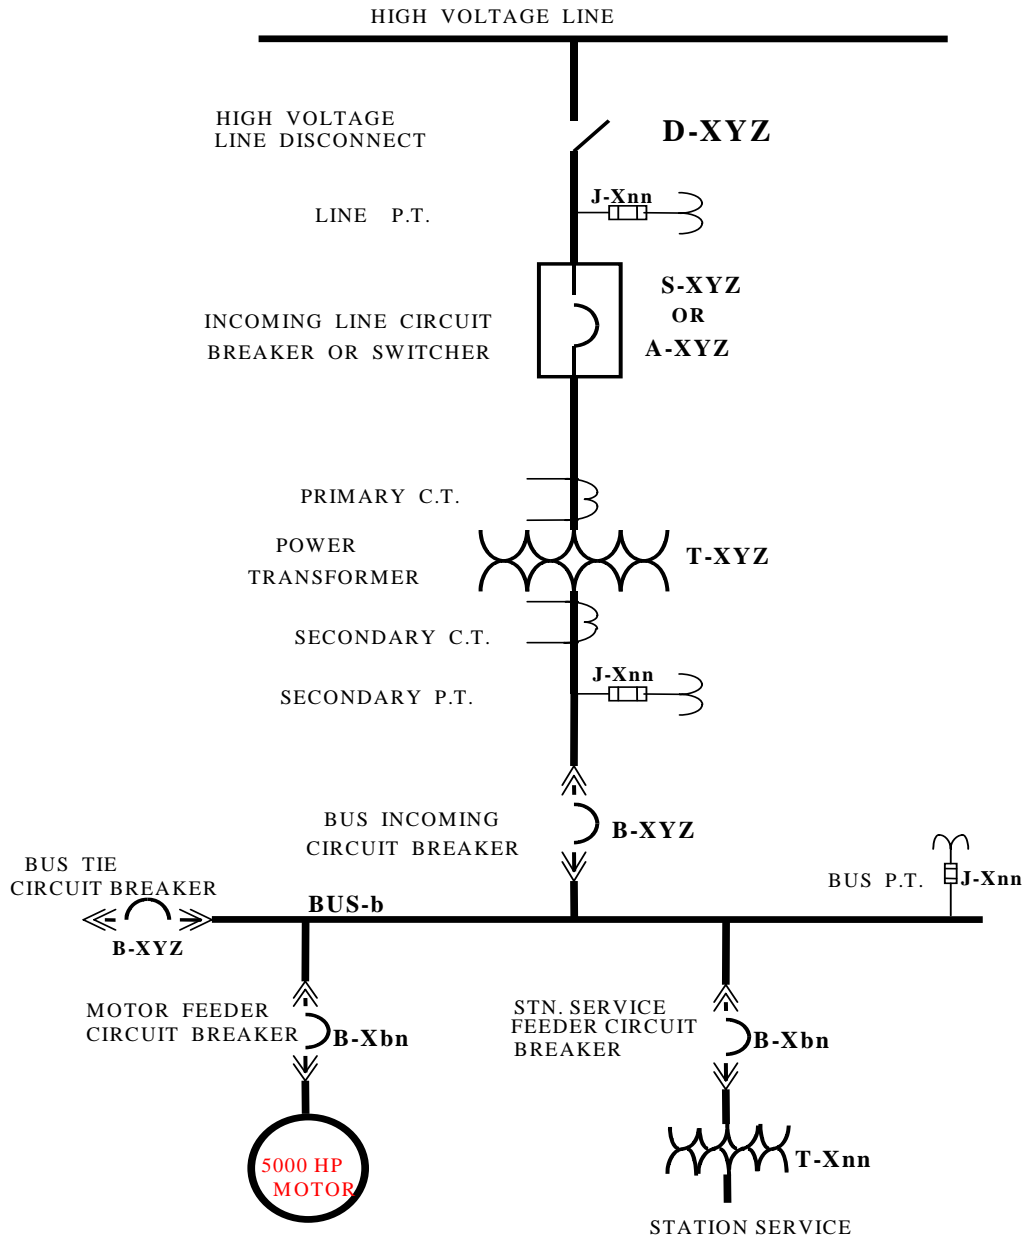 HIGH VOLTAGE LINE
HIGH VOLTAGE
LINE DISCONNECT
D-XYZ
J-Xnn
LINE P.T.
S-XYZ
OR
A-XYZ
INCOMING LINE CIRCUIT
BREAKER OR SWITCHER
PRIMARY C.T.
POWER
TRANSFORMER
T-XYZ
SECONDARY C.T.
J-Xnn
SECONDARY P.T.
BUS INCOMING
CIRCUIT BREAKER
B-XYZ
BUS TIE
CIRCUIT BREAKER
B-XYZ
BUS-b
BUS P.T.
J-Xnn
MOTOR FEEDER
CIRCUIT BREAKER
B-Xbn
STN. SERVICE
FEEDER CIRCUIT
BREAKER
B-Xbn
5000 HP
MOTOR
T-Xnn
STATION SERVICE